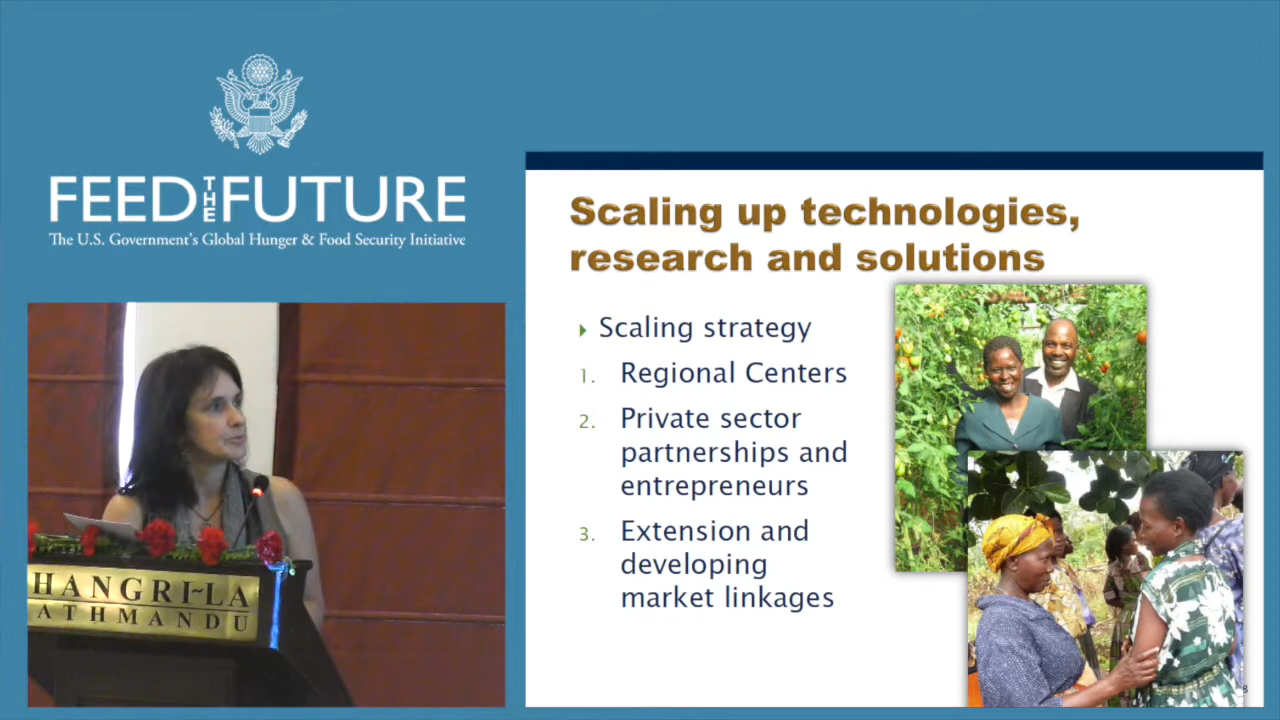 FEED THE FUTURE
The U.S. Government's Global Hunger & Food Security Initiative
Scaling up technologies,
research and solutions
Scaling strategy
1. Regional Centers
2. Private sector
partnerships and
entrepreneurs
3. Extension and
developing
market linkages
8
HANGRI~LA
ATHMANDU